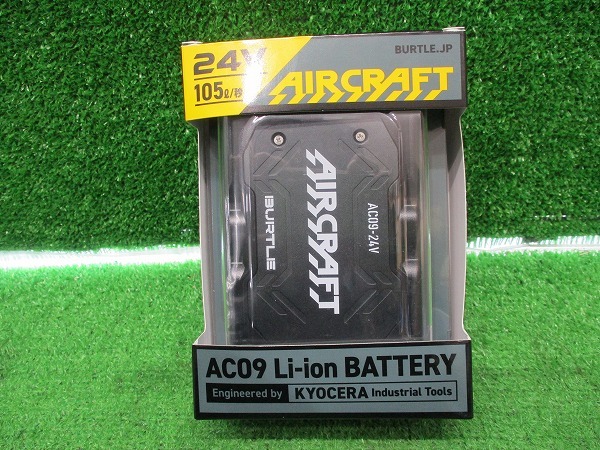 24V
105ℓ/秒
AIRCRAFT
BURTLE.JP
AIRCRAFT
BURTLE
AC09-24V
AC09 Li-ion BATTERY
Engineered by KYOCERA Industrial Tools